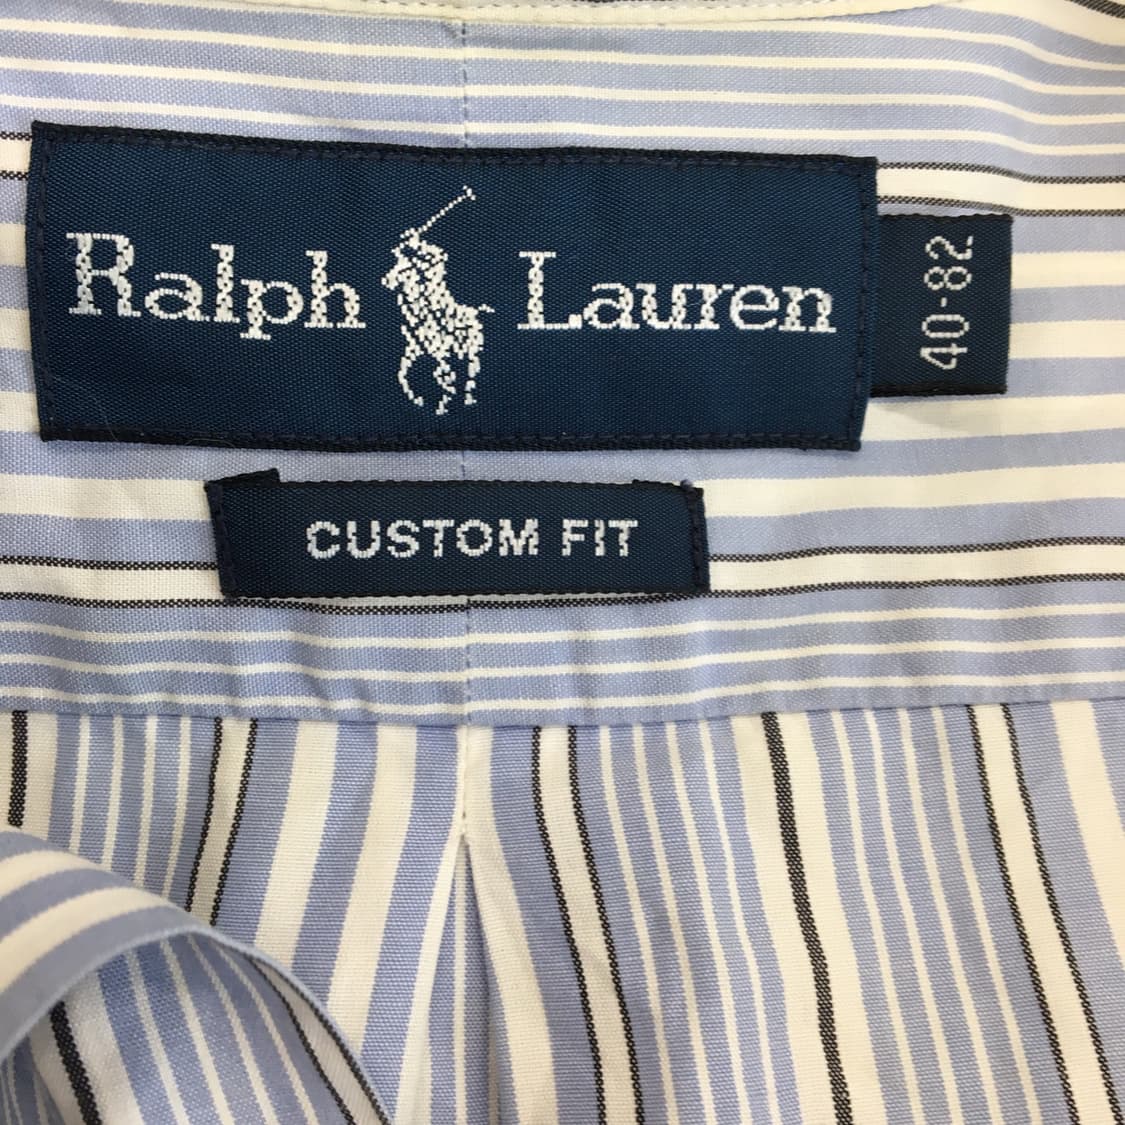 Ralph Lauren
40-82
CUSTOM FIT